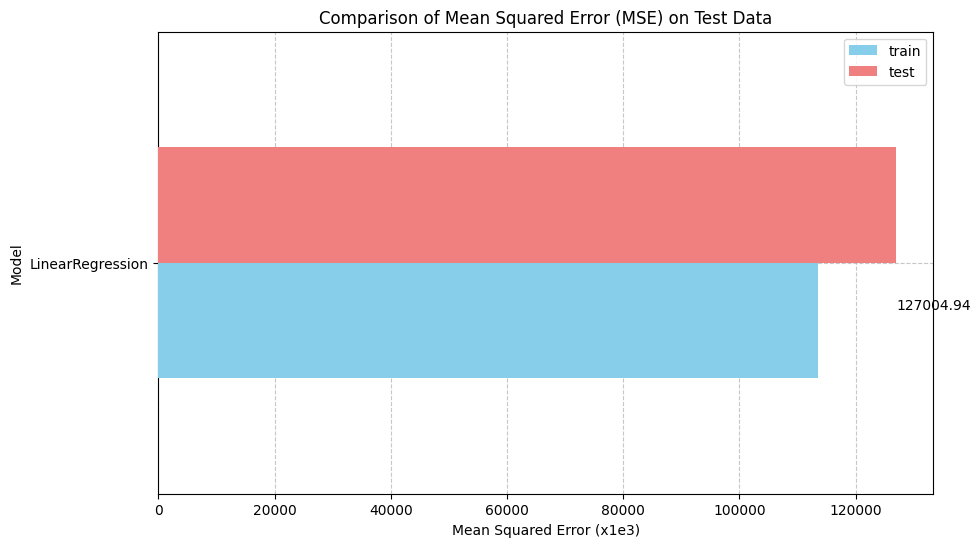 Comparison of Mean Squared Error (MSE) on Test Data
train
test
Model
LinearRegression
127004.94
0 20000 40000 60000 80000 100000 120000
Mean Squared Error (x1e3)